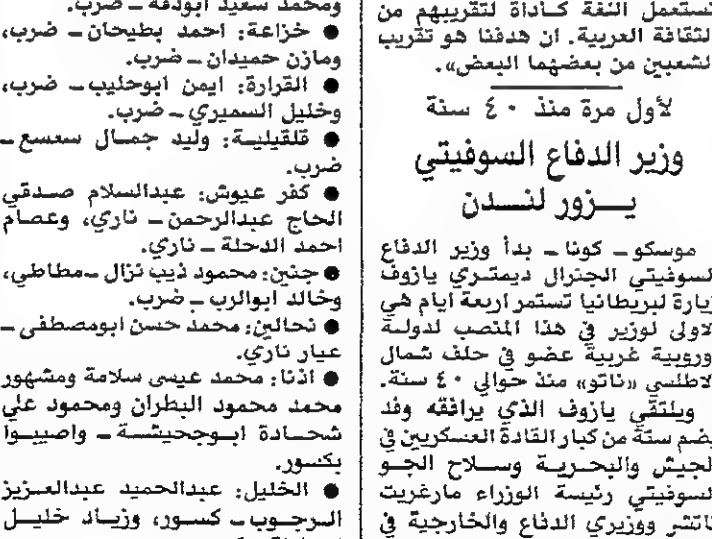 تستعمل اللغة كأداة لتقريبهم من
الثقافة العربية. ان هدفنا هو تقريب
الشعبين من بعضهما البعض».
لأول مرة منذ ٤٠ سنة
وزير الدفاع السوفيتي
يــزور لنــدن
موسكو ـ كونا ـ بدأ وزير الدفاع
السوفيتي الجنرال ديمتري يازوف
زيارة لبريطانيا تستمر اربعة ايام هي
الاولى لوزير في هذا المنصب لدولة
اوروبية غربية عضو في حلف شمال
الاطلسي «ناتو» منذ حوالي ٤٠ سنة.
ويلتقي يازوف الذي يرافقه وفد
يضم ستة من كبار القادة العسكريين في
الجيش والبحرية وسلاح الجو
السوفيتي رئيسة الوزراء مارغريت
تاتشر ووزيري الدفاع والخارجية في
ومحمد سعيد ابودقة ـ ضرب.
● خزاعة: احمد بطيحان ـ ضرب،
ومازن حميدان ـ ضرب.
● القرارة: ايمن ابوحليب ـ ضرب،
وخليل السميري ـ ضرب.
● قلقيلية: وليد جمال سعسع ـ
ضرب.
● كفر عبوش: عبدالسلام صدقي
الحاج عبدالرحمن ـ ناري، وعصام
احمد الدحلة ـ ناري.
● جنين: محمود ذيب نزال ـ مطاطي،
وخالد ابوالرب ـ ضرب.
● نحالين: محمد حسن ابومصطفى ـ
عيار ناري.
● اذنا: محمد عيسى سلامة ومشهور
محمد محمود البطران ومحمود علي
شحادة ابوجحيشة ـ واصيبوا
بكسور.
● الخليل: عبدالحميد عبدالعزيز
الرجوب ـ كسور، وزياد خليل